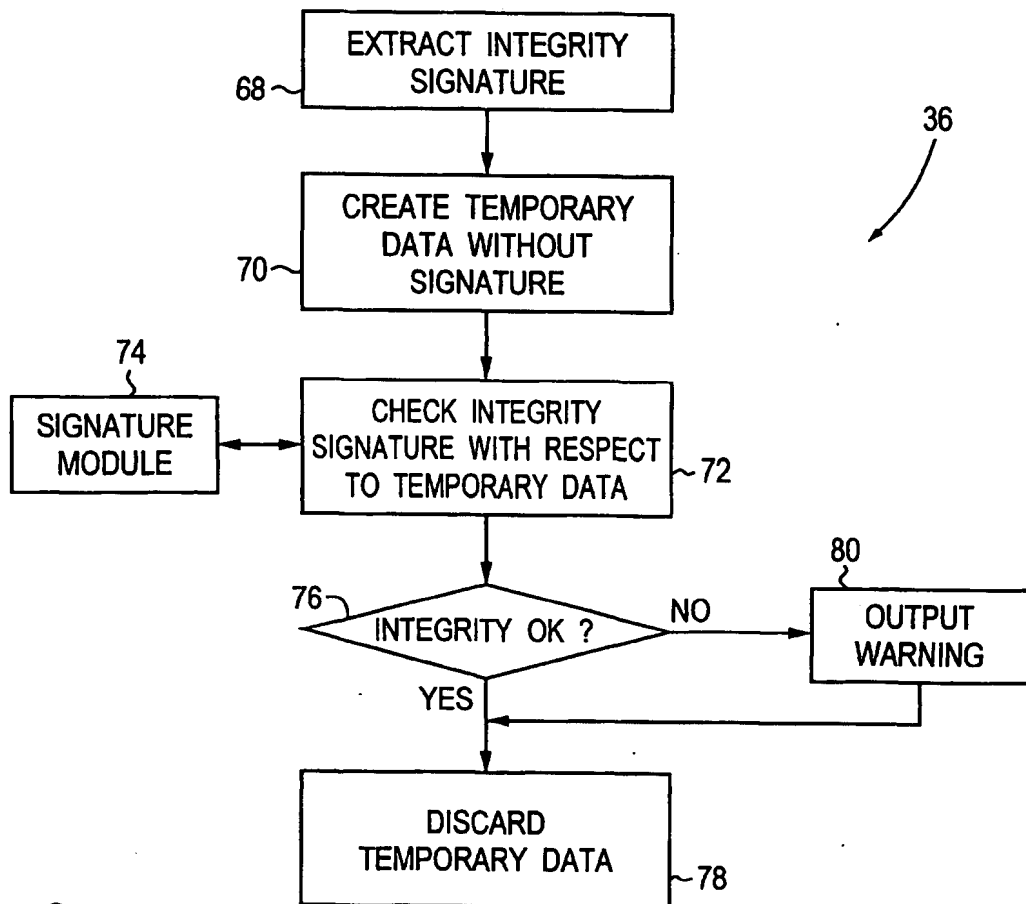 EXTRACT INTEGRITY
SIGNATURE
68
36
CREATE TEMPORARY
DATA WITHOUT
SIGNATURE
70
74
SIGNATURE
MODULE
CHECK INTEGRITY
SIGNATURE WITH RESPECT
TO TEMPORARY DATA
72
80
76
INTEGRITY OK ?
NO
OUTPUT
WARNING
YES
DISCARD
TEMPORARY DATA
78